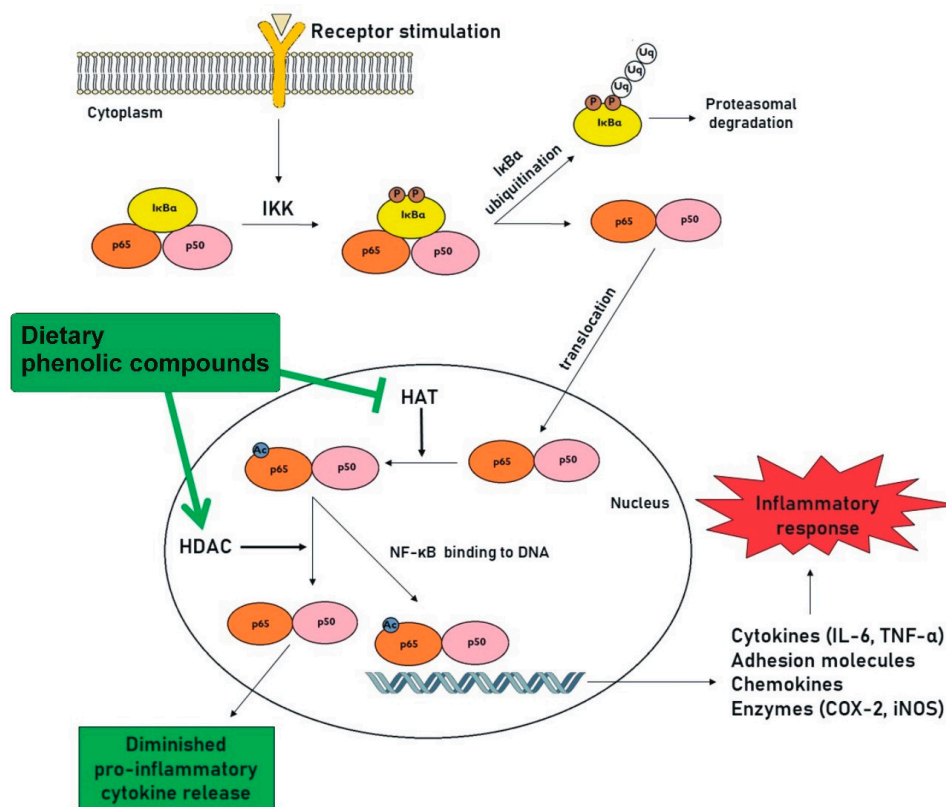 Receptor stimulation
Cytoplasm
Uq
Uq
Uq
P P
IκBα
Proteasomal
degradation
IκBα
ubiquitination
IκBα
p65 p50
IKK
P P
IκBα
p65 p50
p65 p50
translocation
Dietary
phenolic compounds
HAT
Ac
p65 p50
p65 p50
Nucleus
Inflammatory
response
HDAC
NF-κB binding to DNA
p65 p50
Ac
p65 p50
Cytokines (IL-6, TNF-α)
Adhesion molecules
Chemokines
Enzymes (COX-2, iNOS)
Diminished
pro-inflammatory
cytokine release